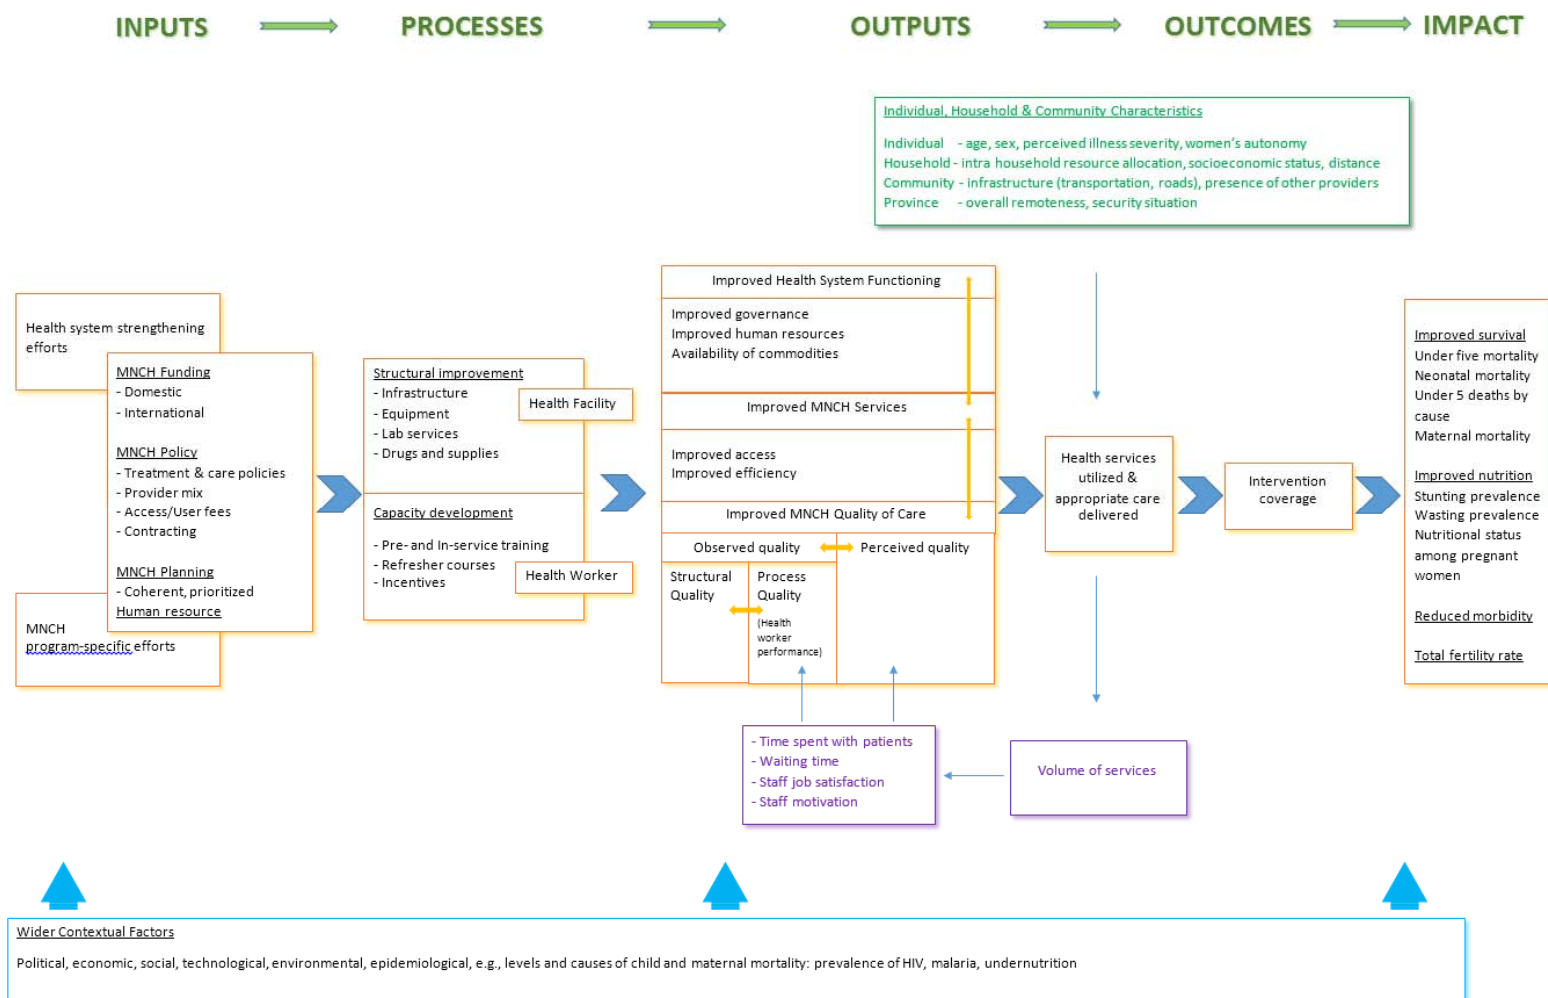 INPUTS
PROCESSES
OUTPUTS
OUTCOMES
IMPACT
Individual, Household & Community Characteristics
Individual - age, sex, perceived illness severity, women's autonomy
Household - intra household resource allocation, socioeconomic status, distance
Community - infrastructure (transportation, roads), presence of other providers
Province - overall remoteness, security situation
Health system strengthening
efforts
MNCH Funding
- Domestic
- International
MNCH Policy
- Treatment & care policies
- Provider mix
- Access/User fees
- Contracting
MNCH Planning
- Coherent, prioritized
Human resource
MNCH
program-specific efforts
Structural improvement
- Infrastructure
- Equipment
- Lab services
- Drugs and supplies
Health Facility
Capacity development
- Pre- and In-service training
- Refresher courses
- Incentives
Health Worker
Improved Health System Functioning
Improved governance
Improved human resources
Availability of commodities
Improved MNCH Services
Improved access
Improved efficiency
Improved MNCH Quality of Care
Observed quality
Perceived quality
Structural
Quality
Process
Quality
(Health
worker
performance)
- Time spent with patients
- Waiting time
- Staff job satisfaction
- Staff motivation
Volume of services
Health services
utilized &
appropriate care
delivered
Intervention
coverage
Improved survival
Under five mortality
Neonatal mortality
Under 5 deaths by
cause
Maternal mortality
Improved nutrition
Stunting prevalence
Wasting prevalence
Nutritional status
among pregnant
women
Reduced morbidity
Total fertility rate
Wider Contextual Factors
Political, economic, social, technological, environmental, epidemiological, e.g., levels and causes of child and maternal mortality: prevalence of HIV, malaria, undernutrition